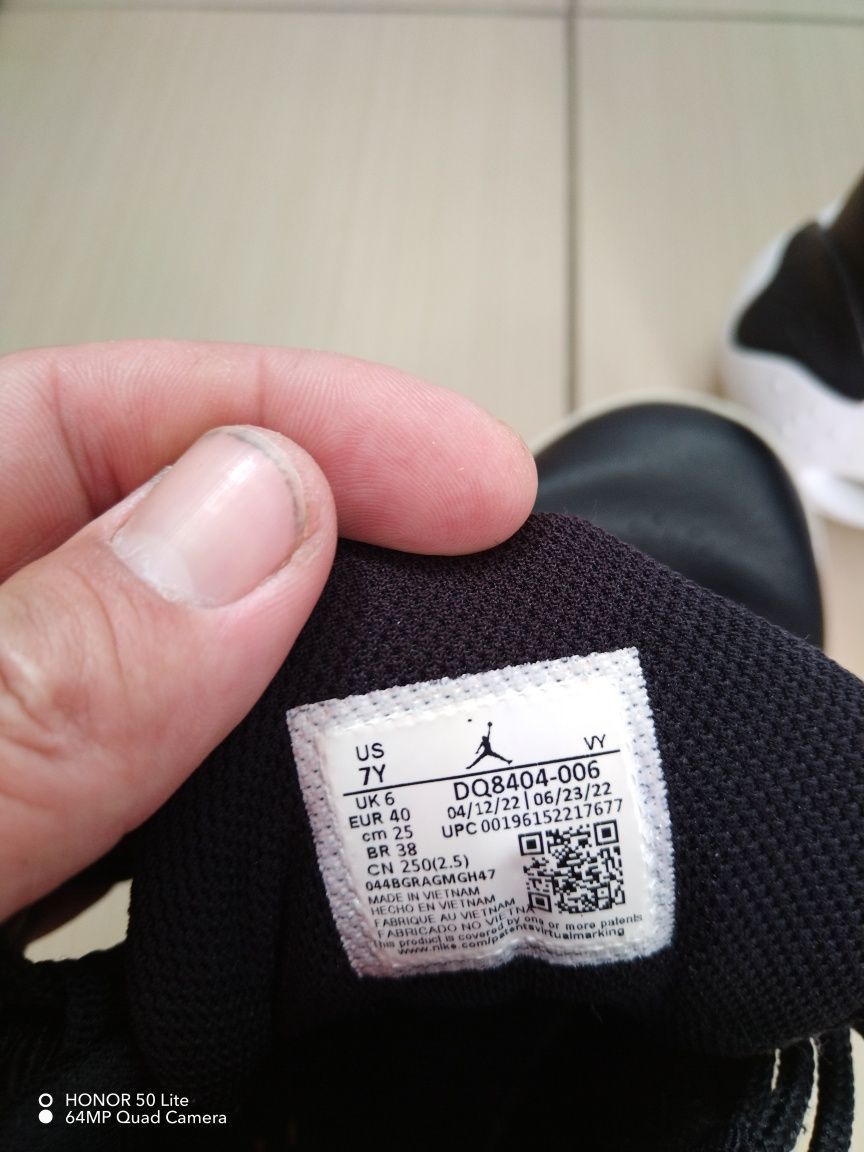 US
7Y
VY
DQ8404-006
UK 6
04/12/22 | 06/23/22
EUR 40
UPC 00196152217677
cm 25
BR 38
CN 250(2.5)
044BGRAGMGH47
MADE IN VIETNAM
HECHO EN VIETNAM
FABRIQUE AU VIETNAM
FABRICADO NO VIETNA
This product is covered by one or more patents
www.nike.com/patentsvirtualmarking
HONOR 50 Lite
64MP Quad Camera